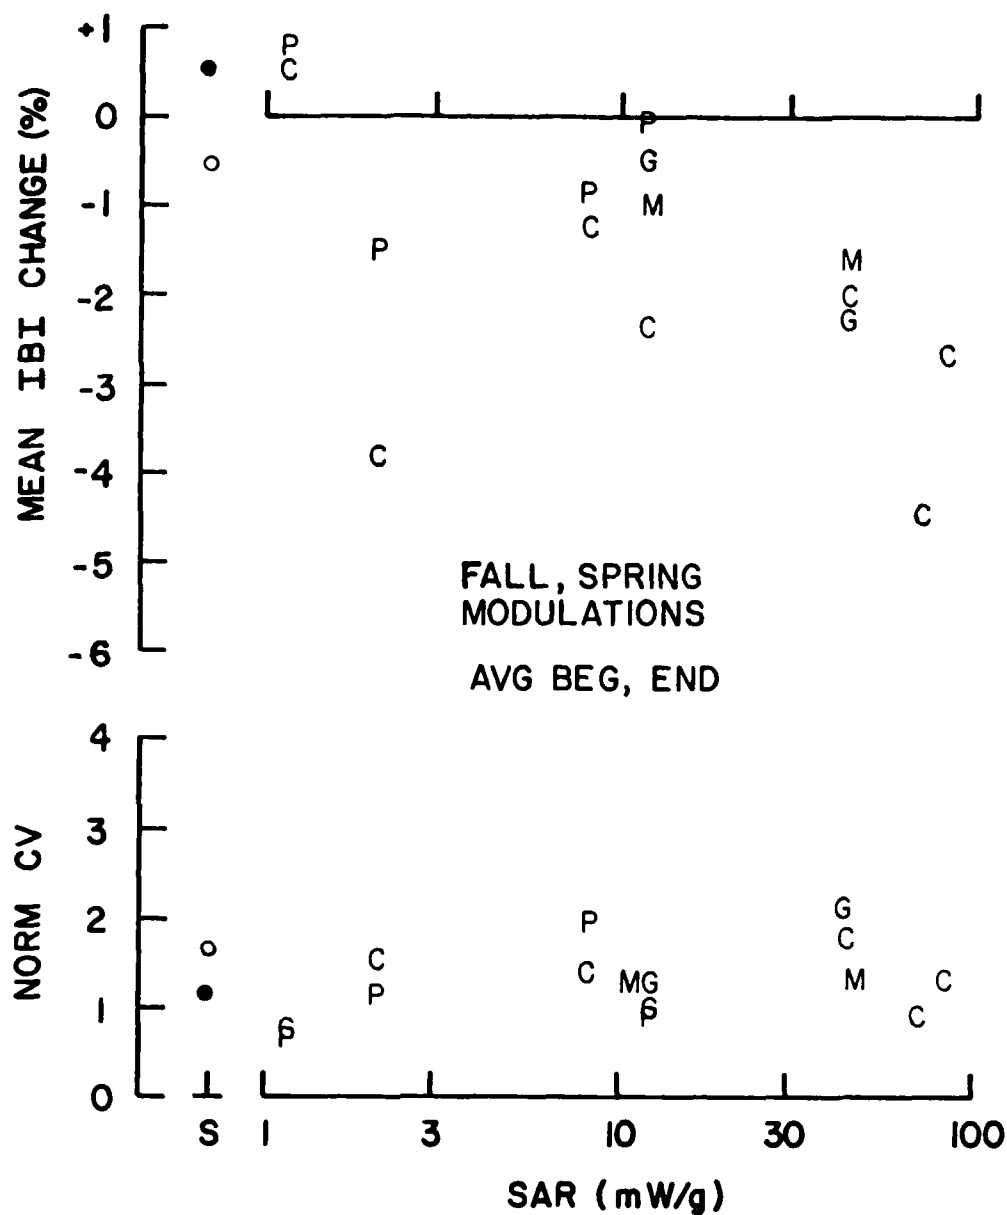 +1
P
C
0
P
G
MEAN IBI CHANGE (%)
-1
P
M
C
P
M
-2
C
C
G
C
-3
-4
C
C
-5
FALL, SPRING
MODULATIONS
-6
AVG BEG, END
4
3
NORM CV
2
P
G
C
C
C
MG
M
C
P
1
C
0
S 1 3 10 30 100
SAR (mW/g)